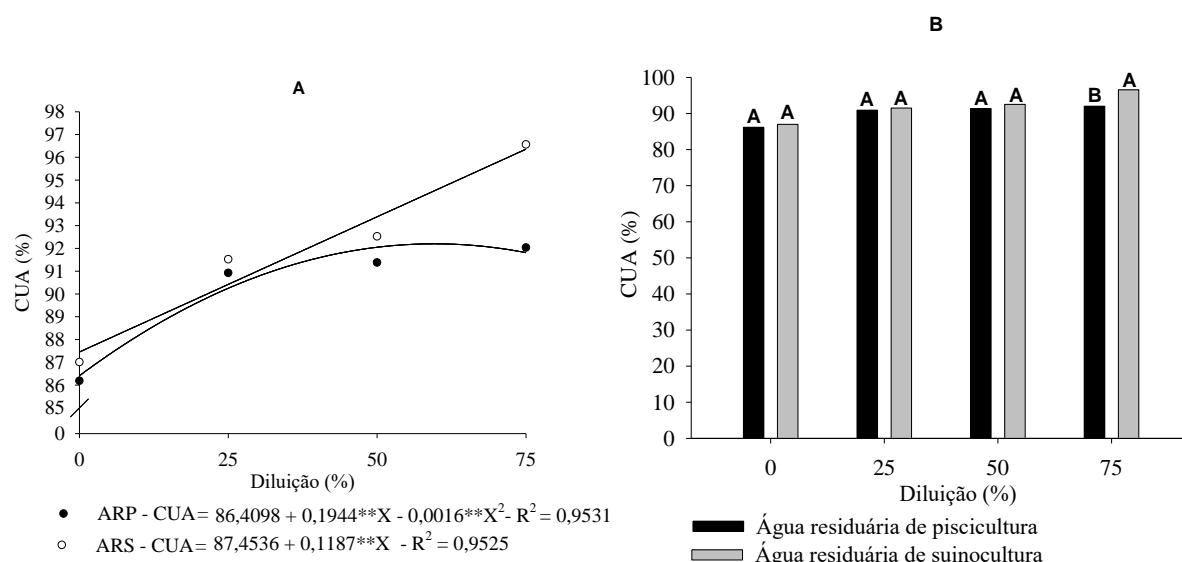 A
98
97
96
95
94
93
92
91
90
89
88
87
86
85
0
CUA (%)
0 25 50 75
Diluição (%)
● ARP - CUA= 86,4098 + 0,1944**X - 0,0016**X² - R² = 0,9531
○ ARS - CUA= 87,4536 + 0,1187**X - R² = 0,9525
B
100
90
80
70
60
50
40
30
20
10
0
CUA (%)
A A A A A A B A
0 25 50 75
Diluição (%)
Água residuária de piscicultura
Água residuária de suinocultura